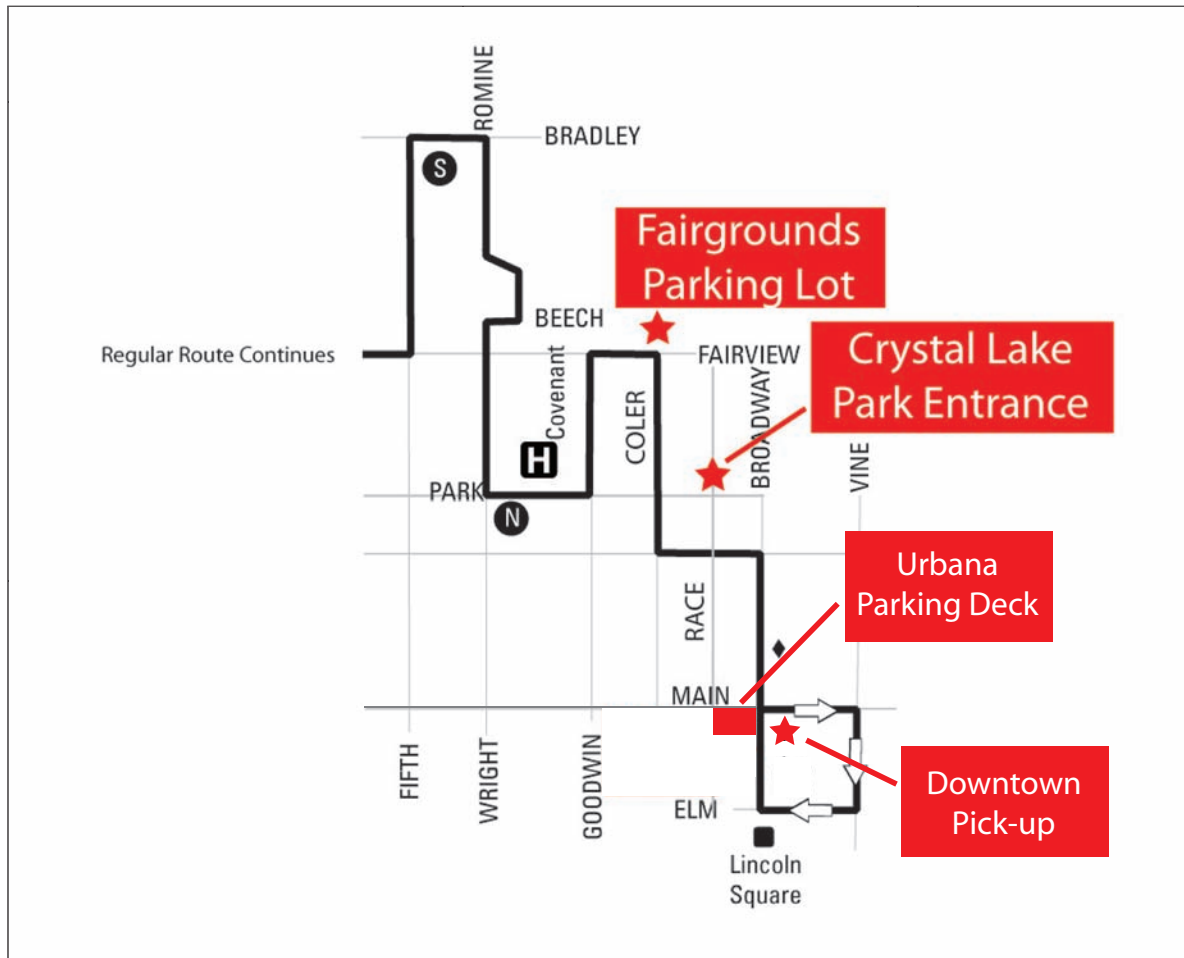 ROMINE
BRADLEY
S
Fairgrounds
Parking Lot
BEECH
Regular Route Continues
FAIRVIEW
Crystal Lake
Park Entrance
Covenant
COLER
BROADWAY
H
VINE
PARK
N
Urbana
Parking Deck
RACE
MAIN
FIFTH
WRIGHT
GOODWIN
Downtown
Pick-up
ELM
Lincoln
Square